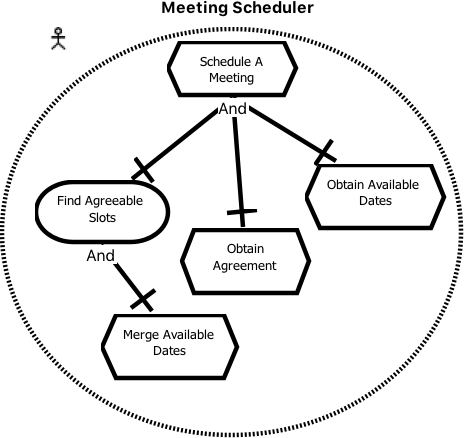 Meeting Scheduler
Schedule A
Meeting
And
Find Agreeable
Slots
Obtain Available
Dates
Obtain
Agreement
And
Merge Available
Dates